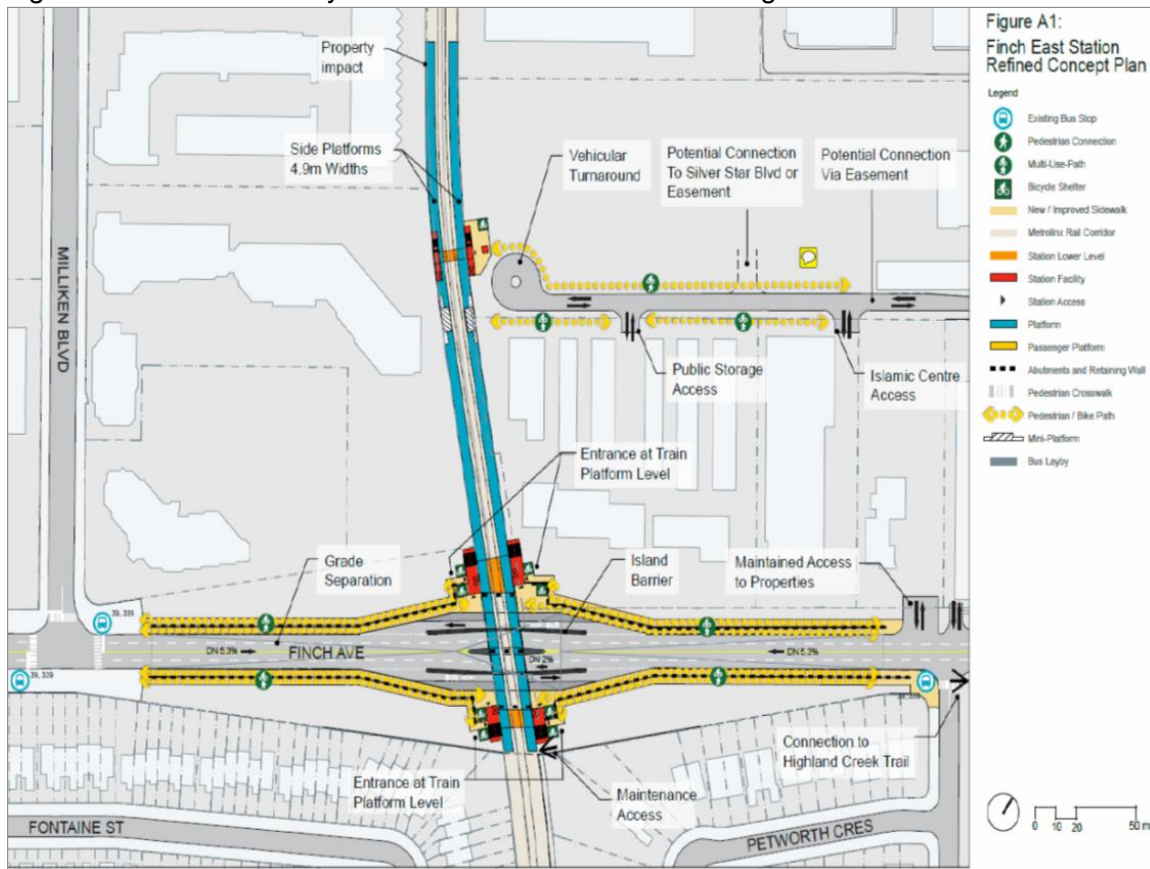 Figure A1:
Finch East Station
Refined Concept Plan
Legend
Existing Bus Stop
Pedestrian Connection
Multi-Use-Path
Bicycle Shelter
New / Improved Sidewalk
Metrolinx Rail Corridor
Station Lower Level
Station Facility
Station Access
Platform
Passenger Platform
Abutments and Retaining Wall
Pedestrian Crosswalk
Pedestrian / Bike Path
Mini-Platform
Bus Layby
0 10 20 50 m
Property
impact
Side Platforms
4.9m Widths
Vehicular
Turnaround
Potential Connection
To Silver Star Blvd or
Easement
Potential Connection
Via Easement
MILLIKEN BLVD
Public Storage
Access
Islamic Centre
Access
Entrance at Train
Platform Level
Grade
Separation
Island
Barrier
Maintained Access
to Properties
39, 339
DN 5.3%
FINCH AVE
DN 2%
DN 5.3%
39, 339
Entrance at Train
Platform Level
Maintenance
Access
Connection to
Highland Creek Trail
FONTAINE ST
PETWORTH CRES